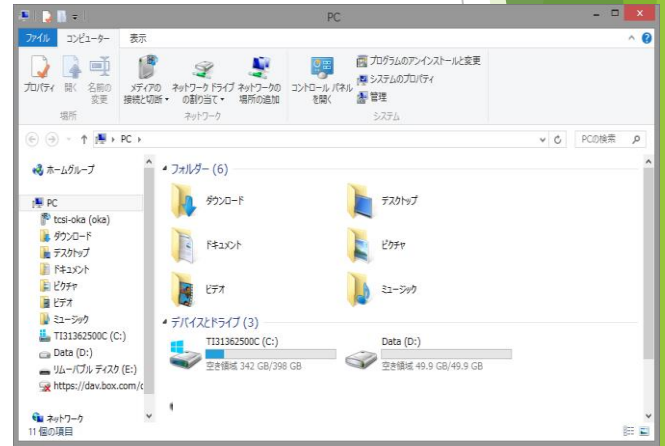 PC
ファイル コンピューター 表示
プロパティ 開く 名前の変更 メディアの接続と切断 ネットワーク ドライブの割り当て ネットワークの場所の追加 コントロール パネルを開く
プログラムのアンインストールと変更
システムのプロパティ
管理
場所 ネットワーク システム
PC PCの検索
ホームグループ
PC
tcsi-oka (oka)
ダウンロード
デスクトップ
ドキュメント
ピクチャ
ビデオ
ミュージック
TI31362500C (C:)
Data (D:)
リムーバブル ディスク (E:)
https://dav.box.com/c
ネットワーク
フォルダー (6)
ダウンロード デスクトップ
ドキュメント ピクチャ
ビデオ ミュージック
デバイスとドライブ (3)
TI31362500C (C:) Data (D:)
空き領域 342 GB/398 GB 空き領域 49.9 GB/49.9 GB
11 個の項目